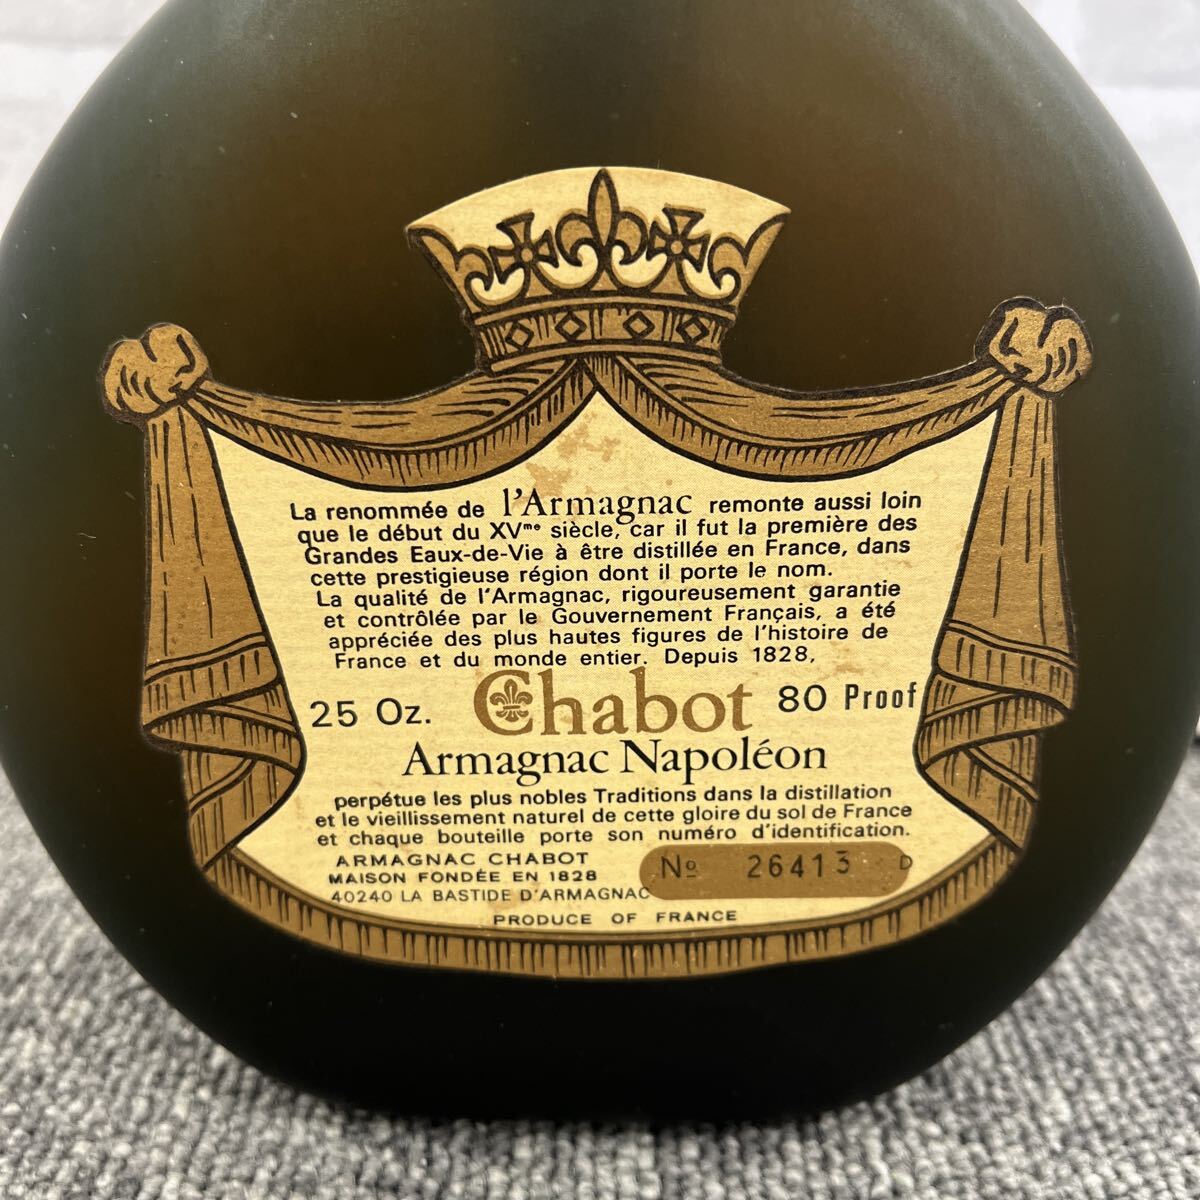 La renommée de l'Armagnac remonte aussi loin
que le début du XVme siècle, car il fut la première des
Grandes Eaux-de-Vie à être distillée en France, dans
cette prestigieuse région dont il porte le nom.
La qualité de l'Armagnac, rigoureusement garantie
et contrôlée par le Gouvernement Français, a été
appréciée des plus hautes figures de l'histoire de
France et du monde entier. Depuis 1828,
25 Oz. Chabot 80 Proof
Armagnac Napoléon
perpétue les plus nobles Traditions dans la distillation
et le vieillissement naturel de cette gloire du sol de France
et chaque bouteille porte son numéro d'identification.
ARMAGNAC CHABOT
MAISON FONDÉE EN 1828
40240 LA BASTIDE D'ARMAGNAC
No 26413 D
PRODUCE OF FRANCE